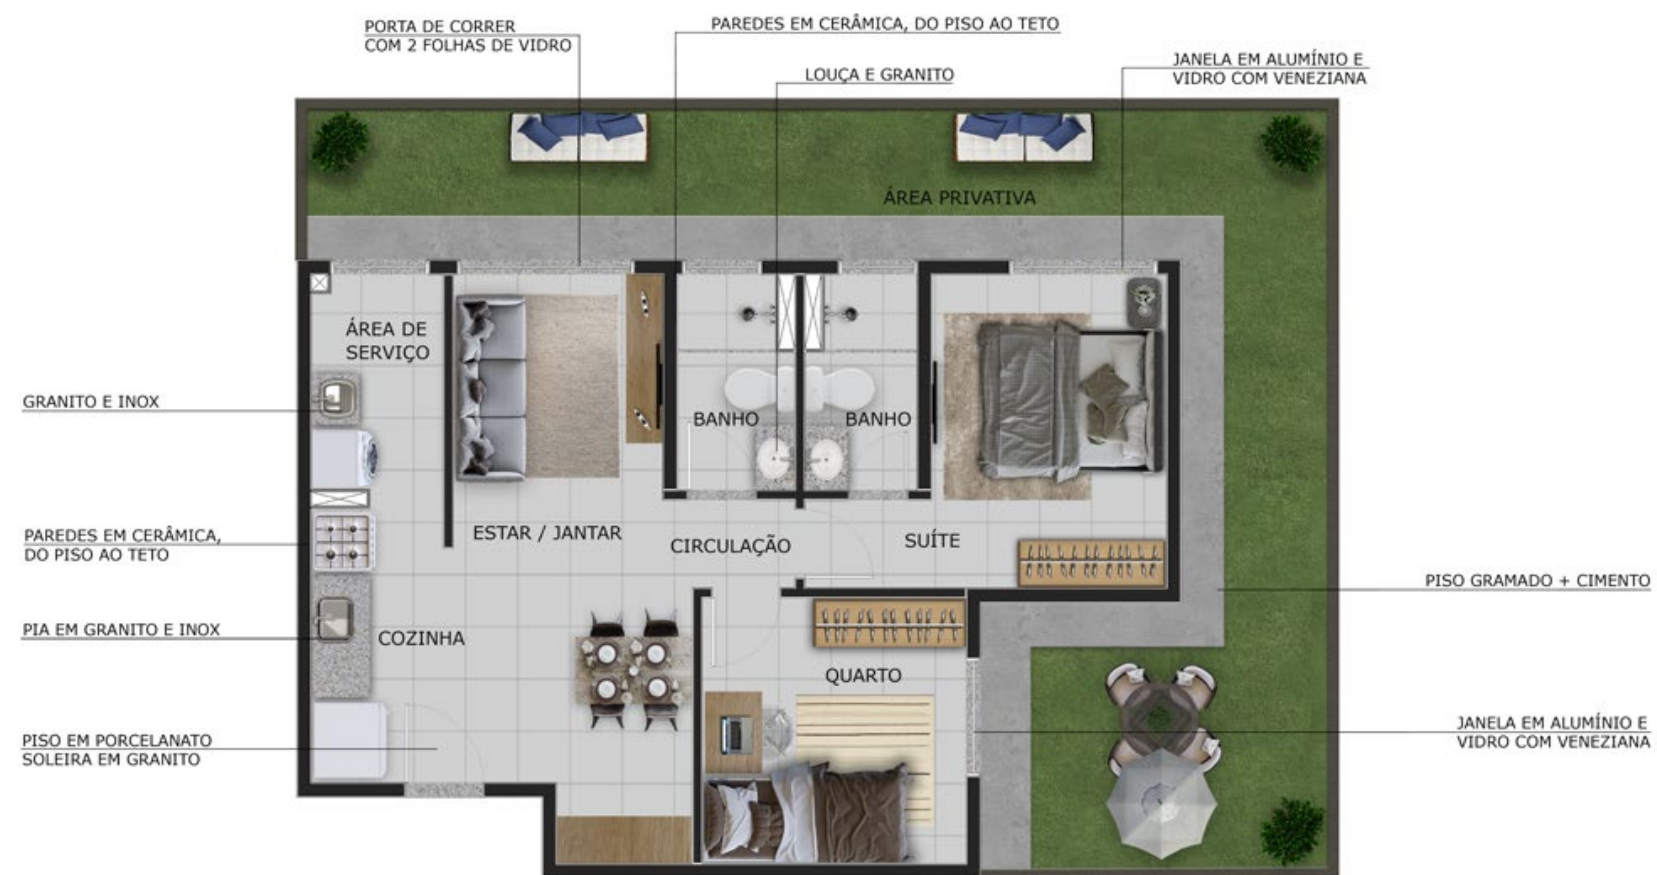 PORTA DE CORRER
COM 2 FOLHAS DE VIDRO
PAREDES EM CERÂMICA, DO PISO AO TETO
LOUÇA E GRANITO
JANELA EM ALUMÍNIO E
VIDRO COM VENEZIANA
ÁREA PRIVATIVA
ÁREA DE
SERVIÇO
GRANITO E INOX
BANHO
BANHO
PAREDES EM CERÂMICA,
DO PISO AO TETO
ESTAR / JANTAR
CIRCULAÇÃO
SUÍTE
PISO GRAMADO + CIMENTO
PIA EM GRANITO E INOX
COZINHA
QUARTO
PISO EM PORCELANATO
SOLEIRA EM GRANITO
JANELA EM ALUMÍNIO E
VIDRO COM VENEZIANA